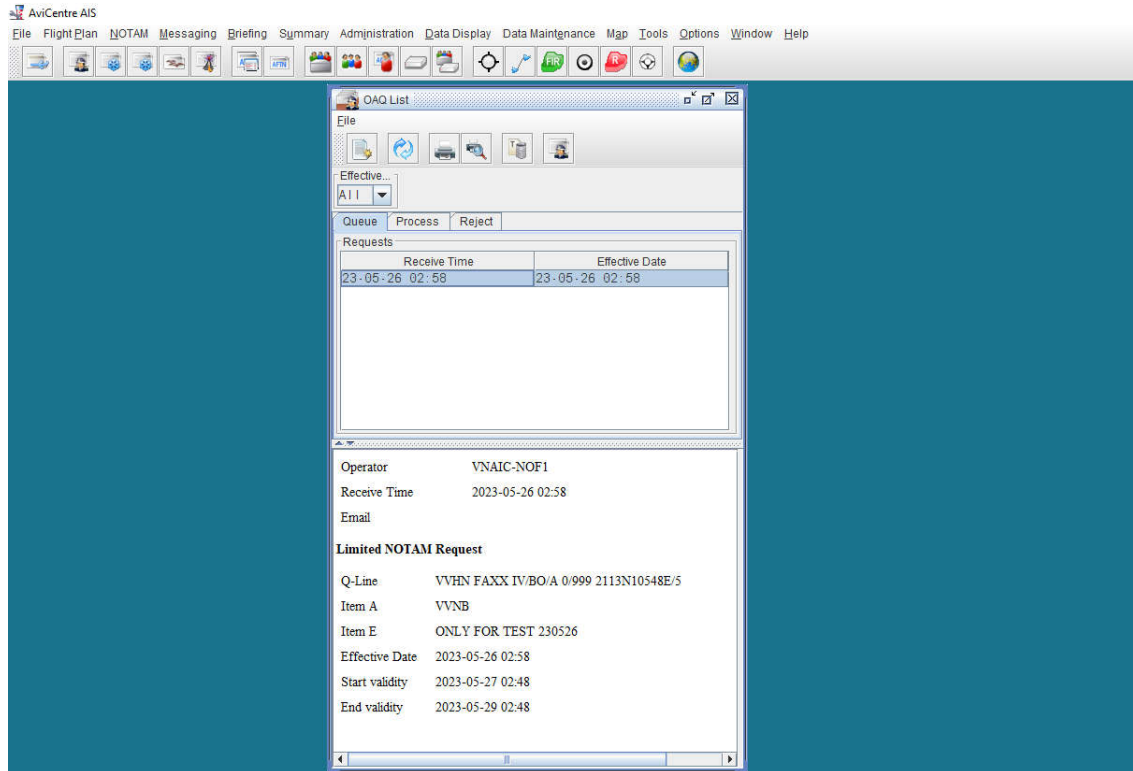 AviCentre AIS
File Flight Plan NOTAM Messaging Briefing Summary Administration Data Display Data Maintenance Map Tools Options Window Help
AFTN FIR R
OAQ List
File
Effective...
All
Queue Process Reject
Requests
Receive Time Effective Date
23-05-26 02:58 23-05-26 02:58
Operator VNAIC-NOF1
Receive Time 2023-05-26 02:58
Email
Limited NOTAM Request
Q-Line VVHN FAXX IV/BO/A 0/999 2113N10548E/5
Item A VVNB
Item E ONLY FOR TEST 230526
Effective Date 2023-05-26 02:58
Start validity 2023-05-27 02:48
End validity 2023-05-29 02:48